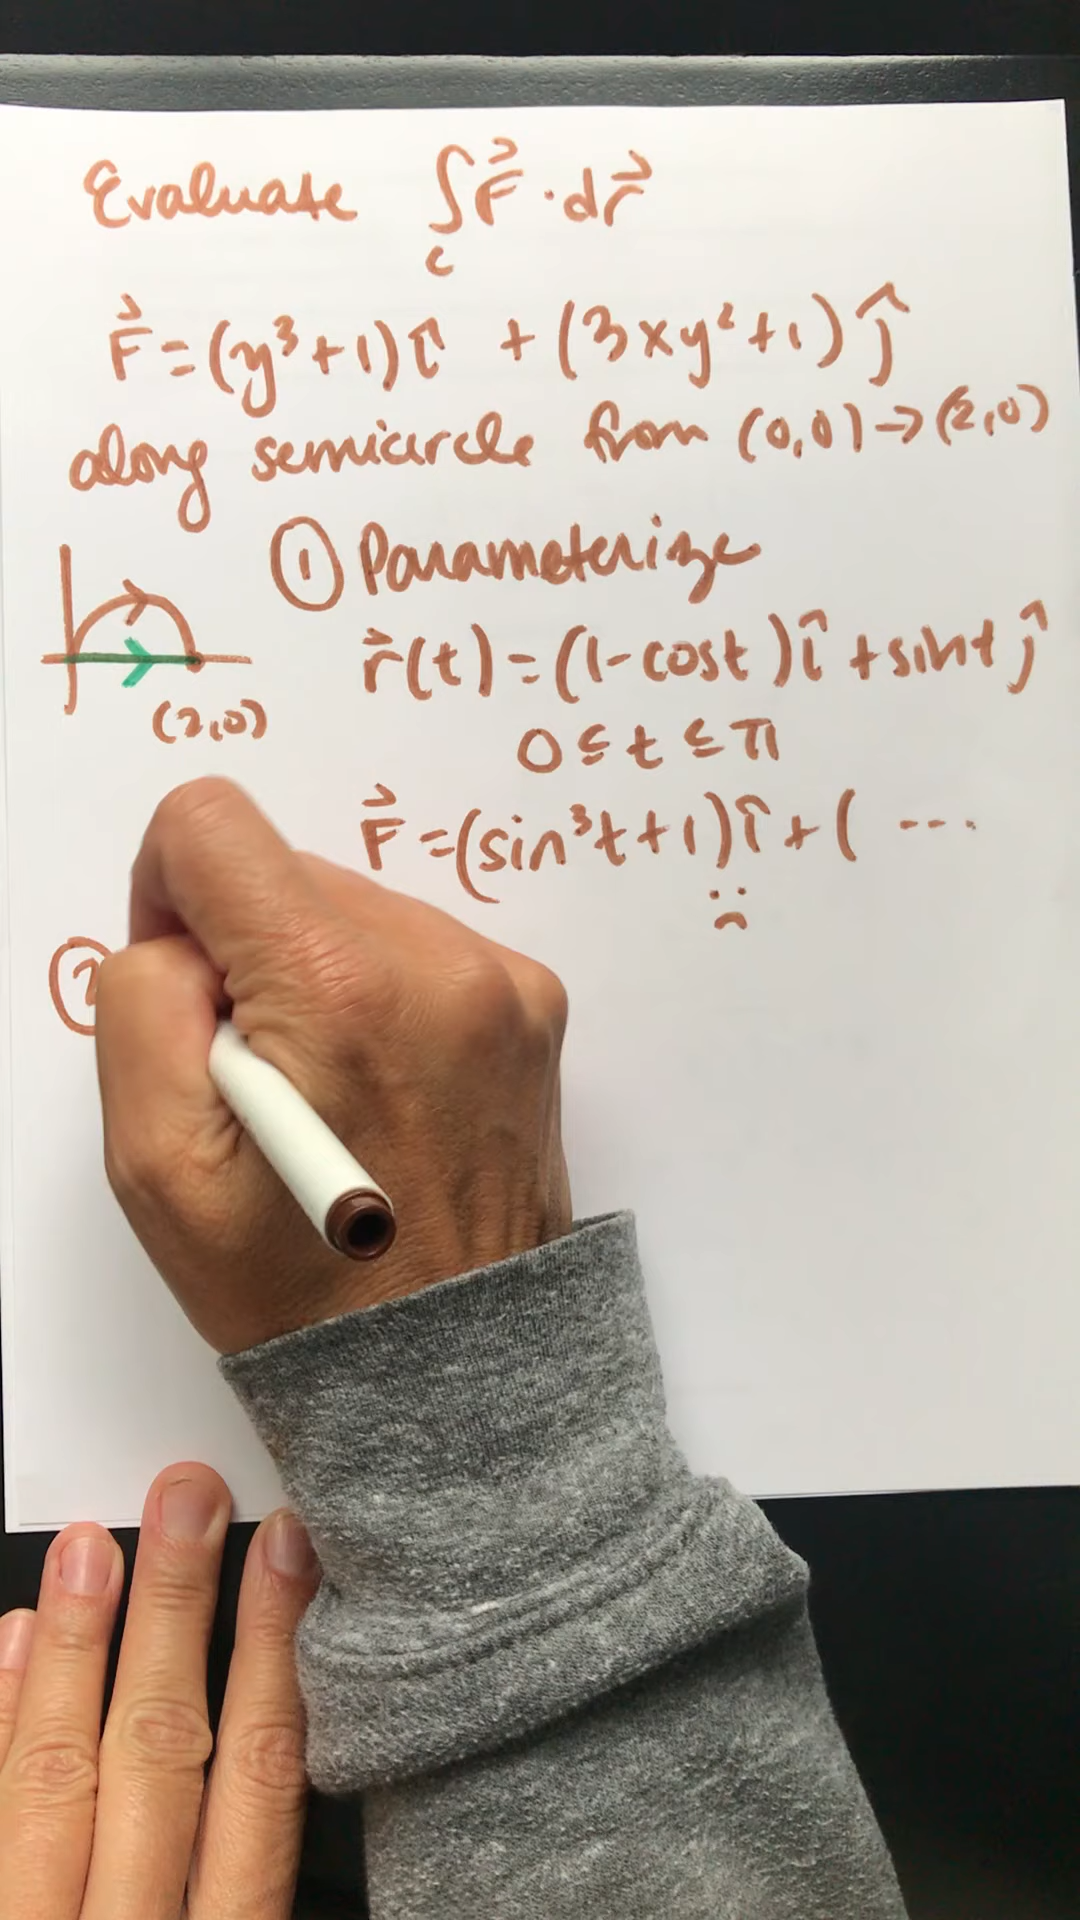 Evaluate ∫_C F⃗ · dr⃗
F⃗ = (y³+1) î + (3xy²+1) ĵ
along semicircle from (0,0) → (2,0)
① Parameterize
r⃗(t) = (1-cost) î + sint ĵ
(2,0)
0 ≤ t ≤ π
F⃗ = (sin³t+1) î + ( ...
②